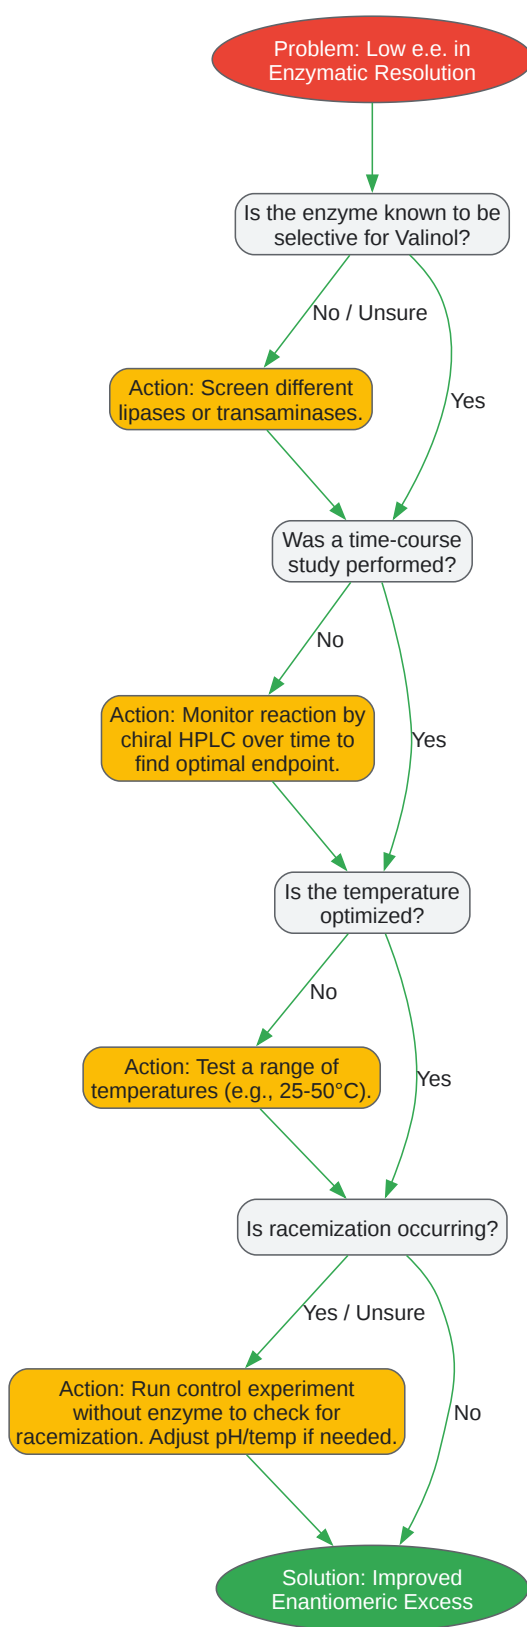 Problem: Low e.e. in
Enzymatic Resolution
Is the enzyme known to be
selective for Valinol?
No / Unsure
Action: Screen different
lipases or transaminases.
Yes
Was a time-course
study performed?
No
Action: Monitor reaction by
chiral HPLC over time to
find optimal endpoint.
Yes
Is the temperature
optimized?
No
Action: Test a range of
temperatures (e.g., 25-50°C).
Yes
Is racemization occurring?
Yes / Unsure
Action: Run control experiment
without enzyme to check for
racemization. Adjust pH/temp if needed.
No
Solution: Improved
Enantiomeric Excess